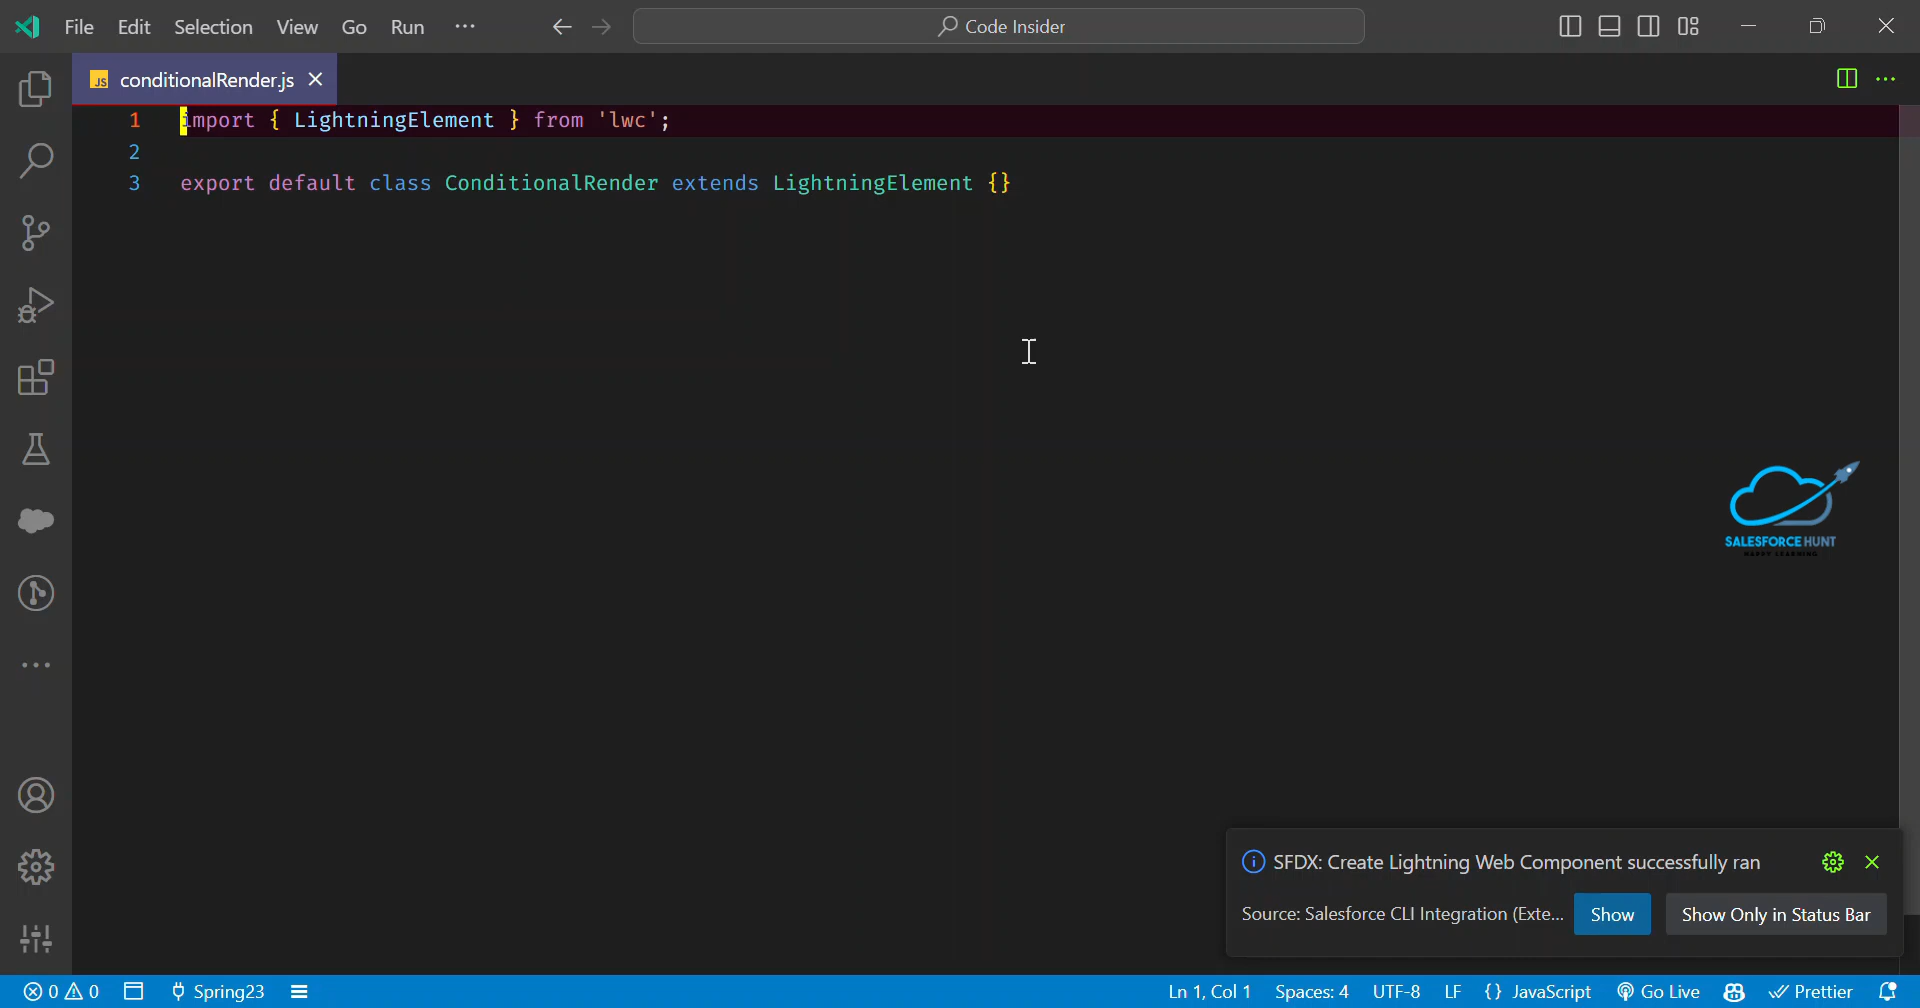 File Edit Selection View Go Run ··· Code Insider
JS conditionalRender.js
1 import { LightningElement } from 'lwc';
2
3 export default class ConditionalRender extends LightningElement {}
SALESFORCE HUNT
HAPPY LEARNING
SFDX: Create Lightning Web Component successfully ran
Source: Salesforce CLI Integration (Exte... Show Show Only in Status Bar
0 0 Spring23 Ln 1, Col 1 Spaces: 4 UTF-8 LF {} JavaScript Go Live Prettier